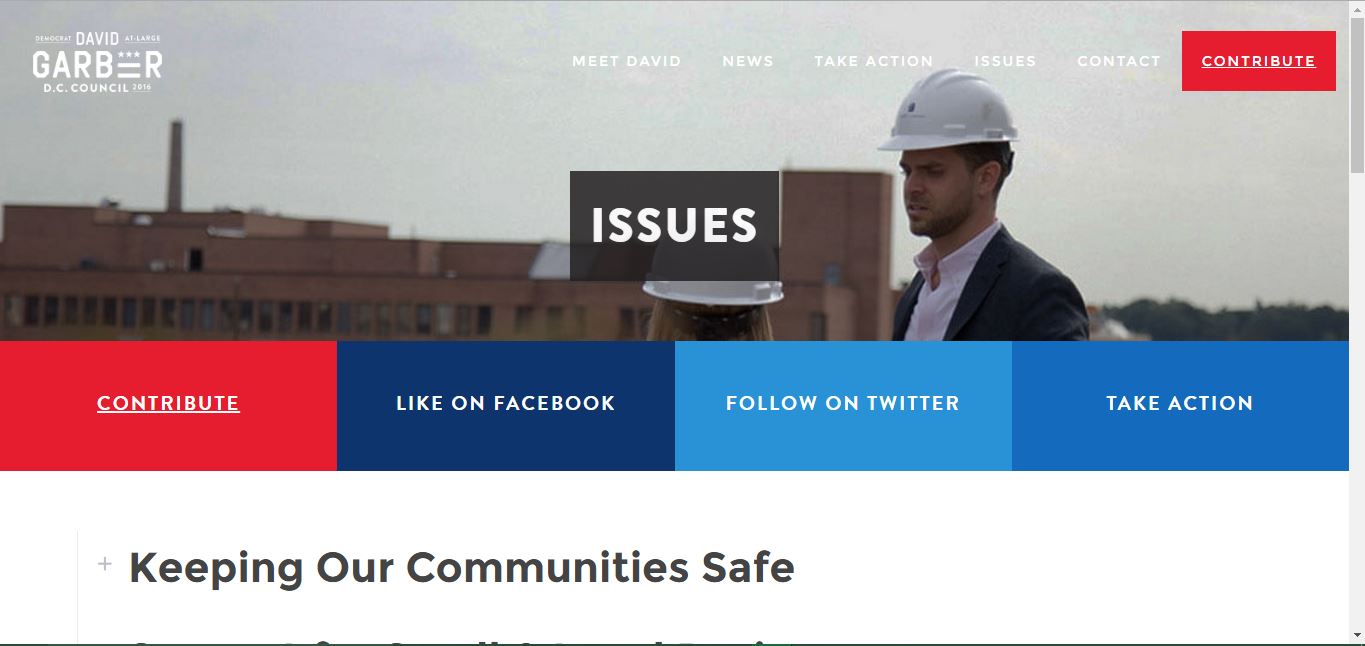 DEMOCRAT DAVID AT-LARGE
GARBER
D.C. COUNCIL 2016
MEET DAVID NEWS TAKE ACTION ISSUES CONTACT CONTRIBUTE
ISSUES
CONTRIBUTE LIKE ON FACEBOOK FOLLOW ON TWITTER TAKE ACTION
+ Keeping Our Communities Safe